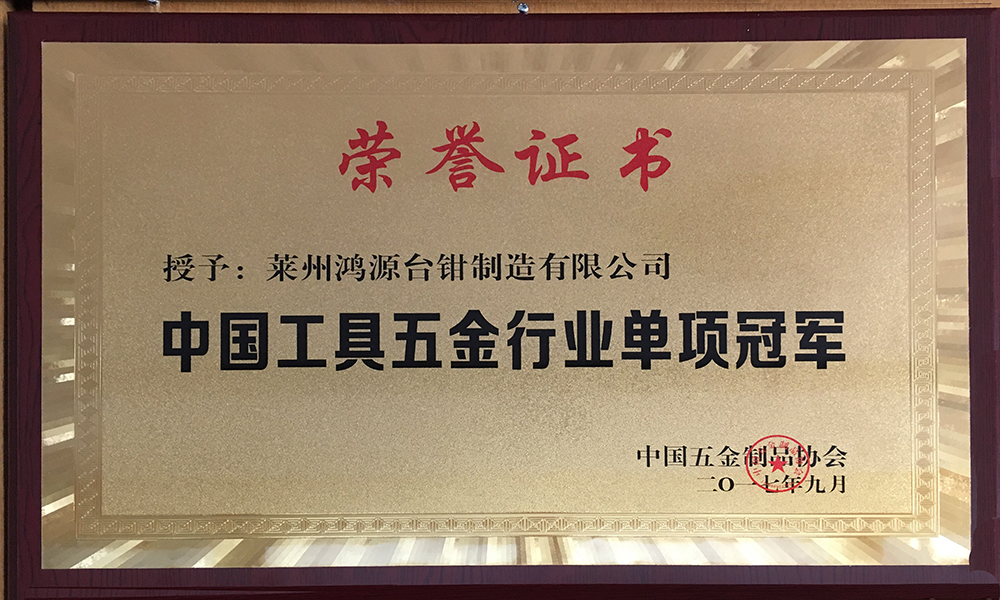 荣誉证书
授予：莱州鸿源台钳制造有限公司
中国工具五金行业单项冠军
中国五金制品协会
二〇一七年九月